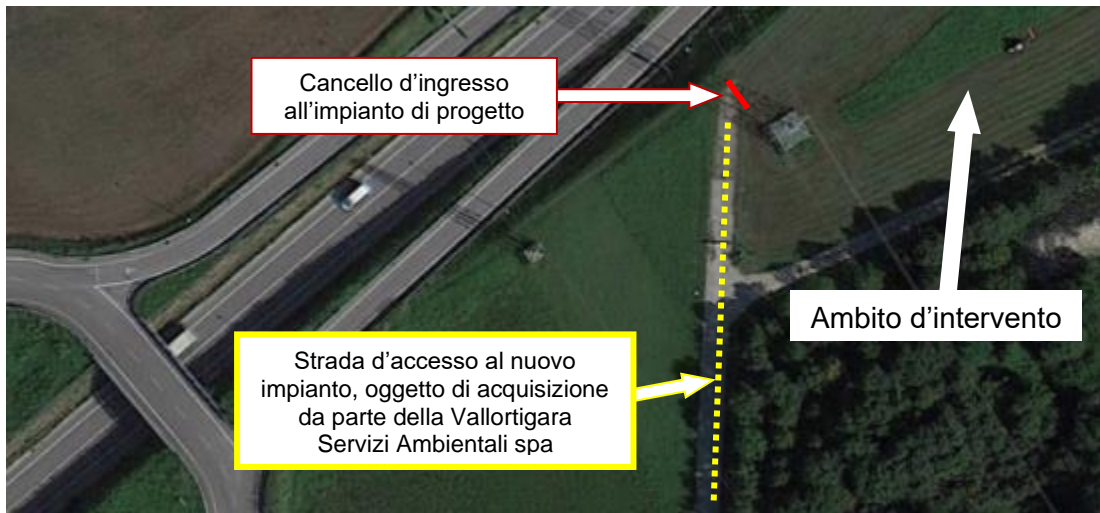 Cancello d’ingresso
all’impianto di progetto
Ambito d’intervento
Strada d’accesso al nuovo
impianto, oggetto di acquisizione
da parte della Vallortigara
Servizi Ambientali spa